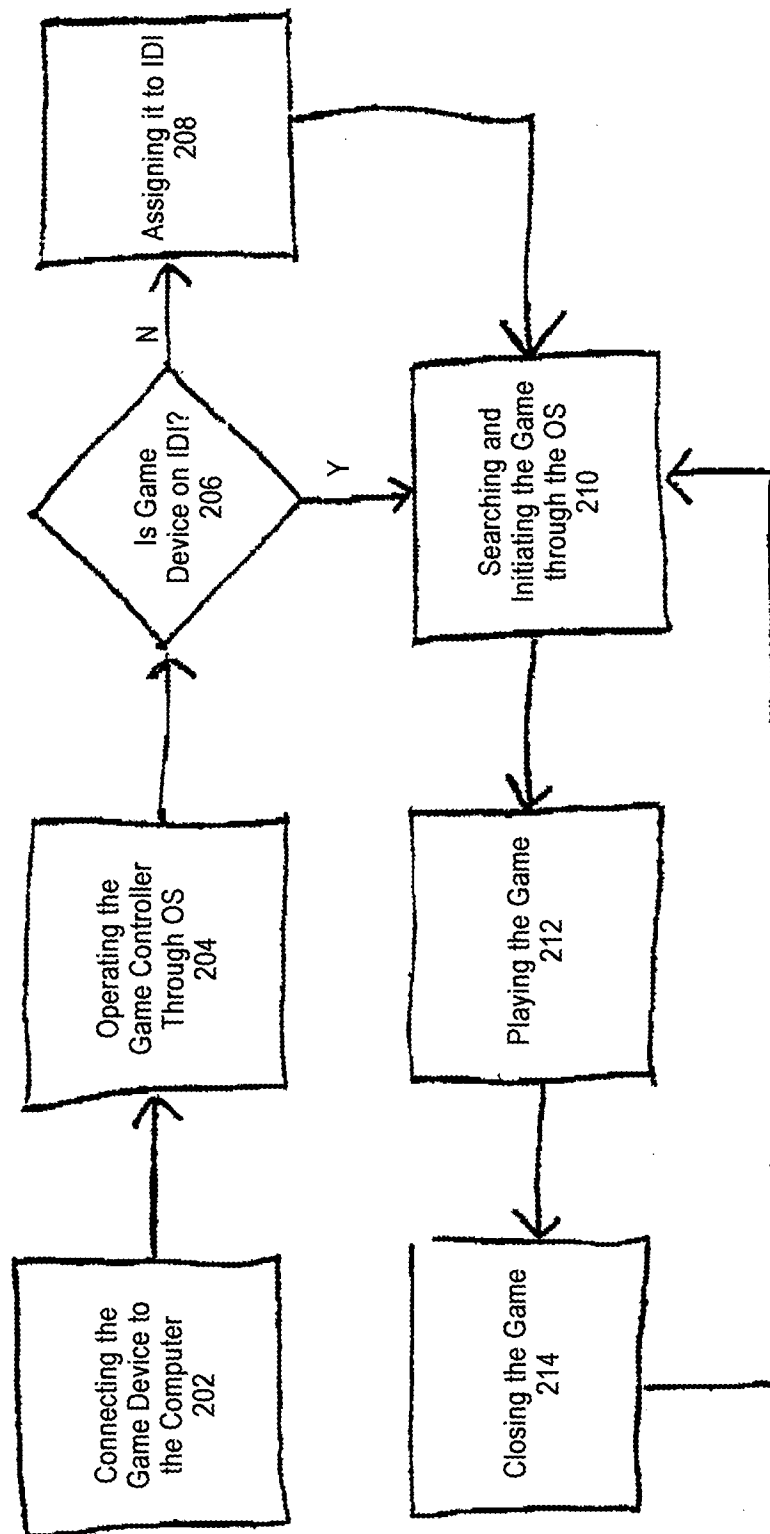 Connecting the
Game Device to
the Computer
202
Operating the
Game Controller
Through OS
204
Is Game
Device on IDI?
206
N
Assigning it to IDI
208
Y
Searching and
Initiating the Game
through the OS
210
Playing the Game
212
Closing the Game
214